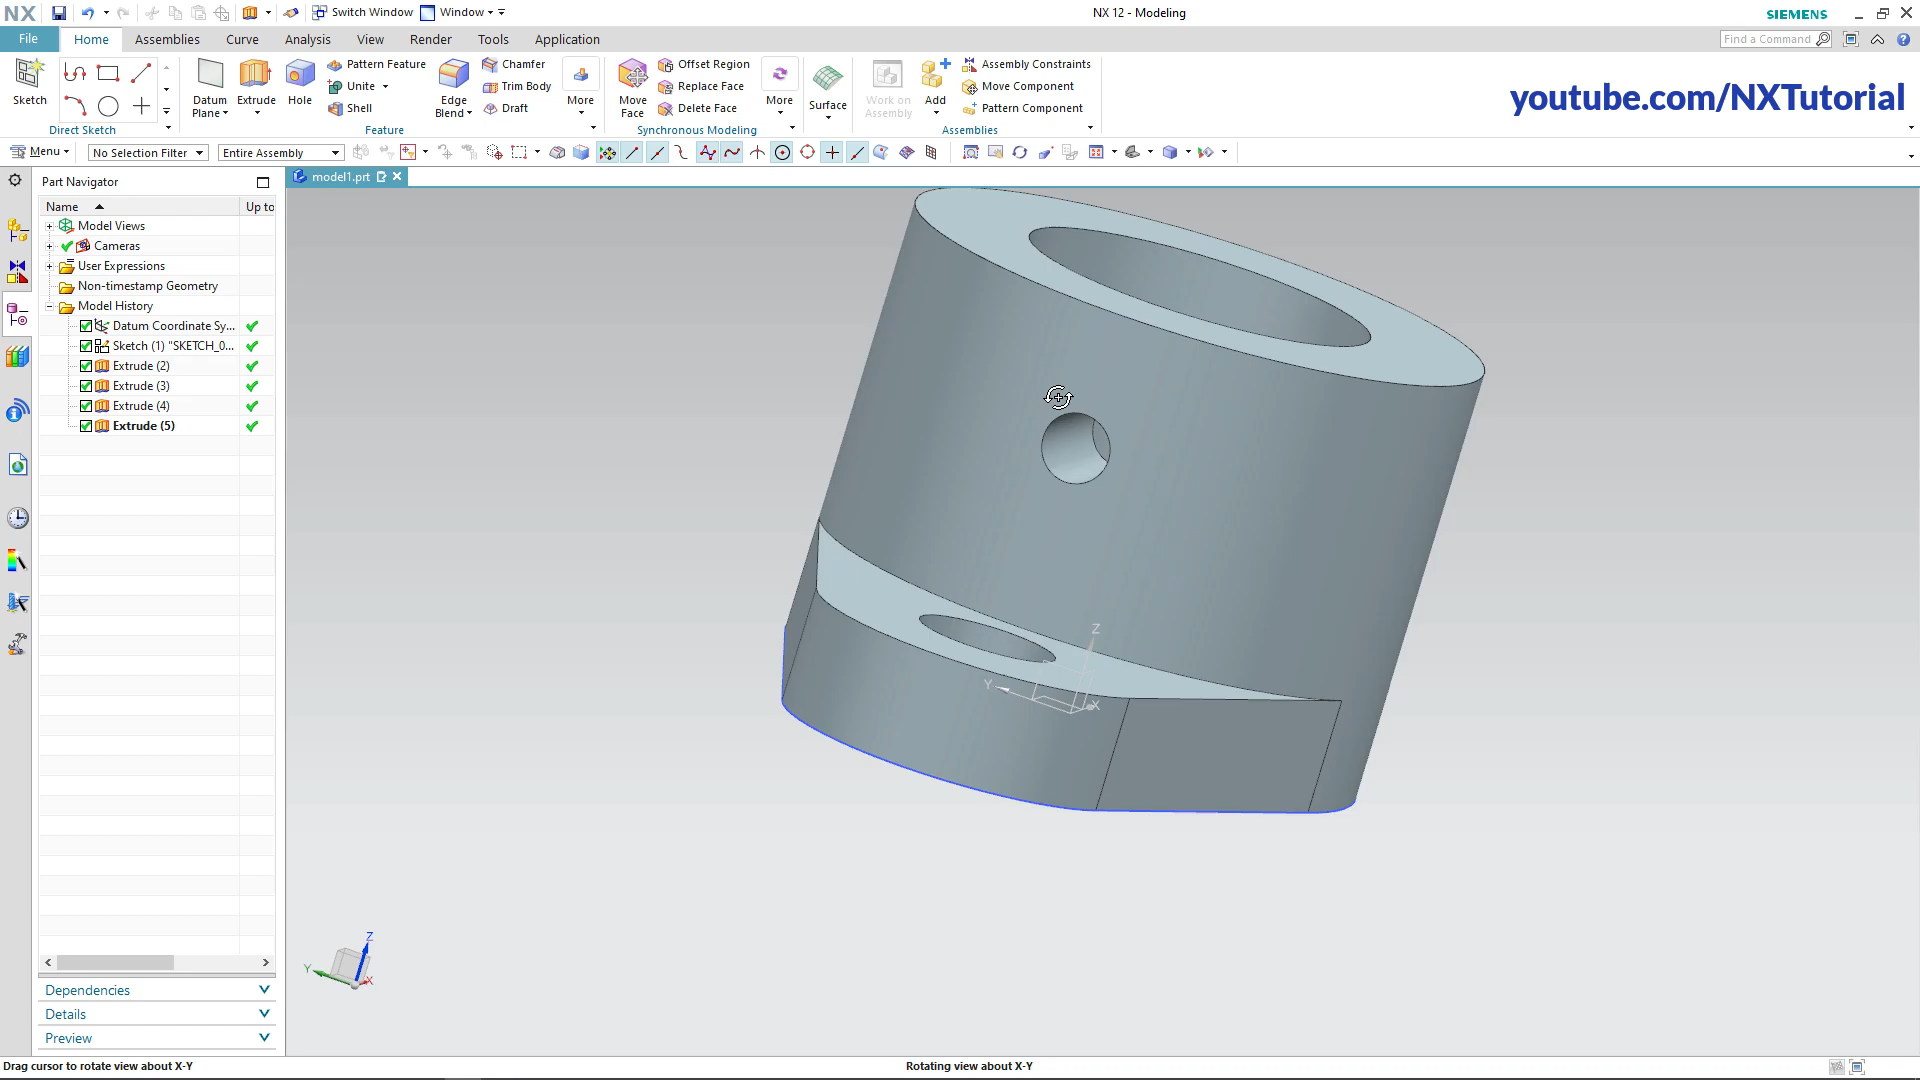 NX
Switch Window
Window
NX 12 - Modeling
SIEMENS
File
Home
Assemblies
Curve
Analysis
View
Render
Tools
Application
Find a Command
Sketch
Direct Sketch
Datum
Plane
Extrude
Hole
Pattern Feature
Unite
Shell
Edge
Blend
Chamfer
Trim Body
Draft
More
Feature
Move
Face
Offset Region
Replace Face
Delete Face
More
Synchronous Modeling
Surface
Work on
Assembly
Add
Assembly Constraints
Move Component
Pattern Component
Assemblies
youtube.com/NXTutorial
Menu
No Selection Filter
Entire Assembly
Part Navigator
model1.prt
Name
Up to
Model Views
Cameras
User Expressions
Non-timestamp Geometry
Model History
Datum Coordinate Sy...
Sketch (1) "SKETCH_0...
Extrude (2)
Extrude (3)
Extrude (4)
Extrude (5)
Z
Y
X
Z
Y
X
Dependencies
Details
Preview
Drag cursor to rotate view about X-Y
Rotating view about X-Y